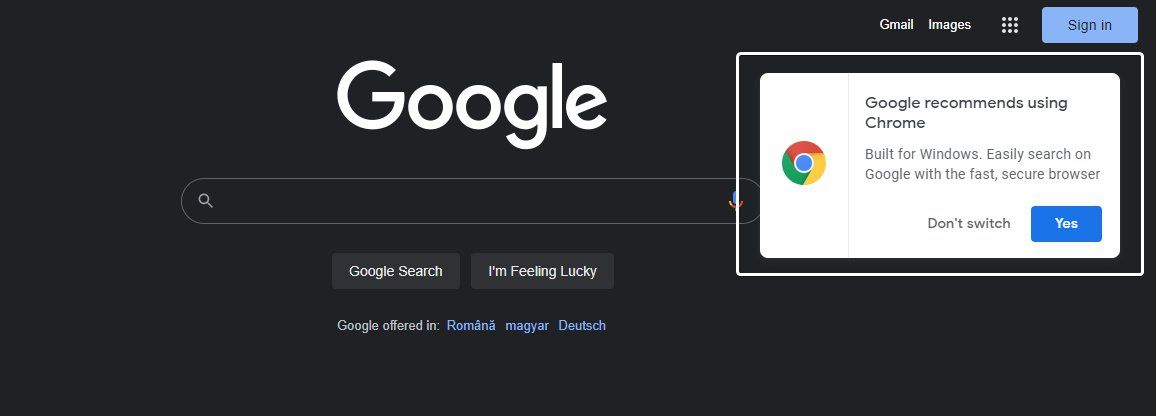 Gmail Images Sign in
Google
Google recommends using
Chrome
Built for Windows. Easily search on
Google with the fast, secure browser
Don't switch Yes
Google Search I'm Feeling Lucky
Google offered in: Română magyar Deutsch